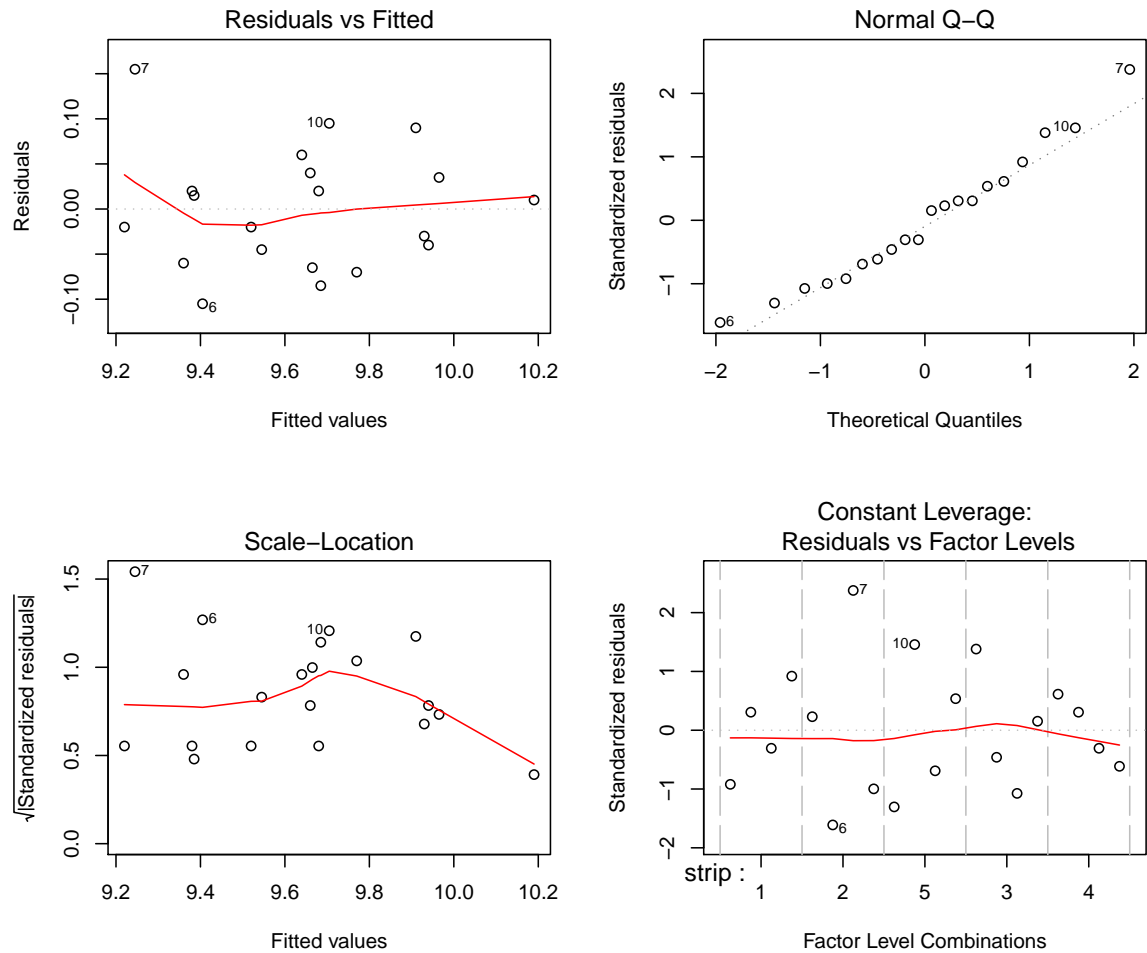 Residuals vs Fitted
Residuals
−0.10
0.00
0.10
7
10
6
9.2 9.4 9.6 9.8 10.0 10.2
Fitted values
Normal Q−Q
Standardized residuals
−1
0
1
2
7
10
6
−2 −1 0 1 2
Theoretical Quantiles
Scale−Location
√|Standardized residuals|
0.0
0.5
1.0
1.5
7
6
10
9.2 9.4 9.6 9.8 10.0 10.2
Fitted values
Constant Leverage:
Residuals vs Factor Levels
Standardized residuals
−2
−1
0
1
2
7
10
6
strip :
1 2 5 3 4
Factor Level Combinations